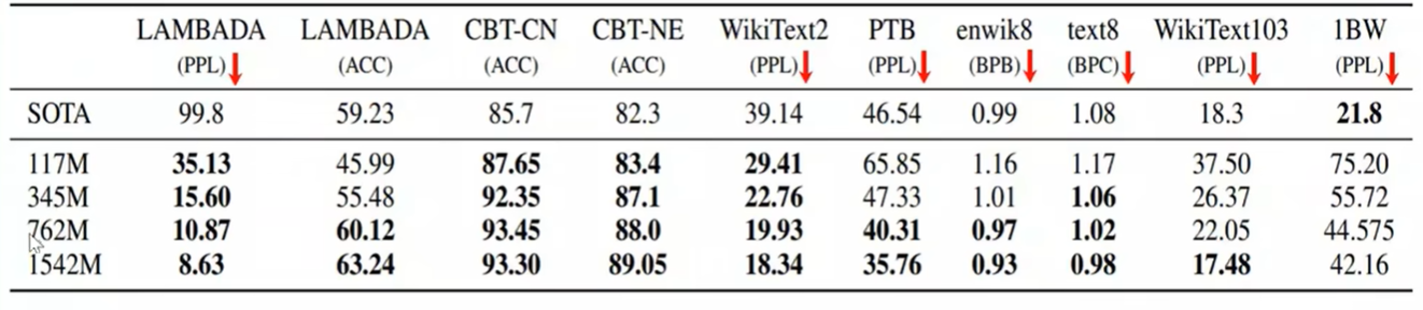 LAMBADA LAMBADA CBT-CN CBT-NE WikiText2 PTB enwik8 text8 WikiText103 1BW
(PPL) (ACC) (ACC) (ACC) (PPL) (PPL) (BPB) (BPC) (PPL) (PPL)
SOTA 99.8 59.23 85.7 82.3 39.14 46.54 0.99 1.08 18.3 21.8
117M 35.13 45.99 87.65 83.4 29.41 65.85 1.16 1.17 37.50 75.20
345M 15.60 55.48 92.35 87.1 22.76 47.33 1.01 1.06 26.37 55.72
762M 10.87 60.12 93.45 88.0 19.93 40.31 0.97 1.02 22.05 44.575
1542M 8.63 63.24 93.30 89.05 18.34 35.76 0.93 0.98 17.48 42.16